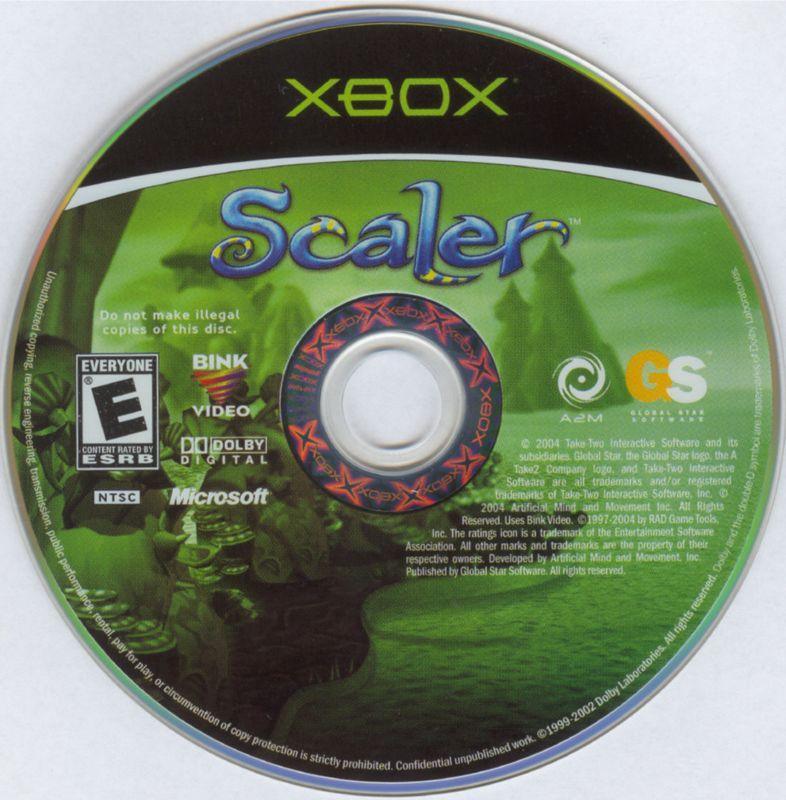 XBOX
Scaler™
Do not make illegal
copies of this disc.
EVERYONE
E
®
CONTENT RATED BY
ESRB
BINK
VIDEO
DOLBY
DIGITAL
NTSC
Microsoft
A2M
GS
GLOBAL STAR
SOFTWARE
XBOX
© 2004 Take-Two Interactive Software and its
subsidiaries. Global Star, the Global Star logo, the A
Take2 Company logo, and Take-Two Interactive
Software are all trademarks and/or registered
trademarks of Take-Two Interactive Software, Inc. ©
2004 Artificial Mind and Movement Inc. All Rights
Reserved. Uses Bink Video. ©1997-2004 by RAD Game Tools,
Inc. The ratings icon is a trademark of the Entertainment Software
Association. All other marks and trademarks are the property of their
respective owners. Developed by Artificial Mind and Movement, Inc.
Published by Global Star Software. All rights reserved.
Unauthorized copying, reverse engineering, transmission, public performance, rental, pay for play, or circumvention of copy protection is strictly prohibited. Confidential unpublished work. ©1999-2002 Dolby Laboratories. All rights reserved. Dolby and the double-D symbol are trademarks of Dolby Laboratories.